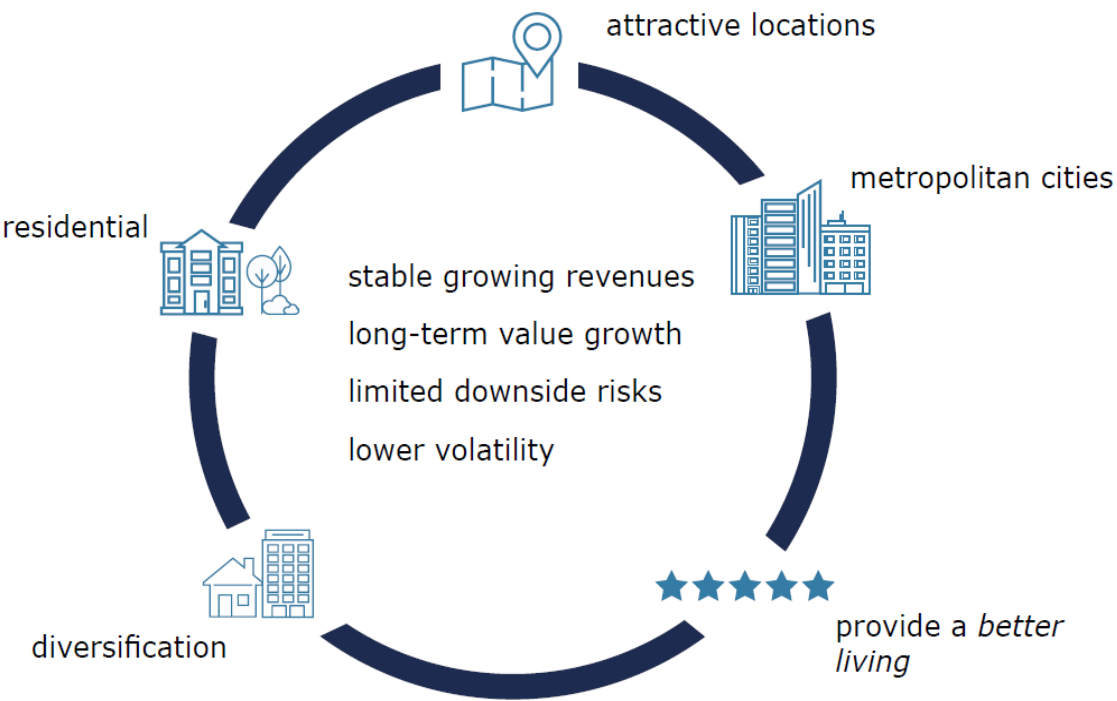 attractive locations
metropolitan cities
residential
stable growing revenues
long-term value growth
limited downside risks
lower volatility
provide a better
living
diversification